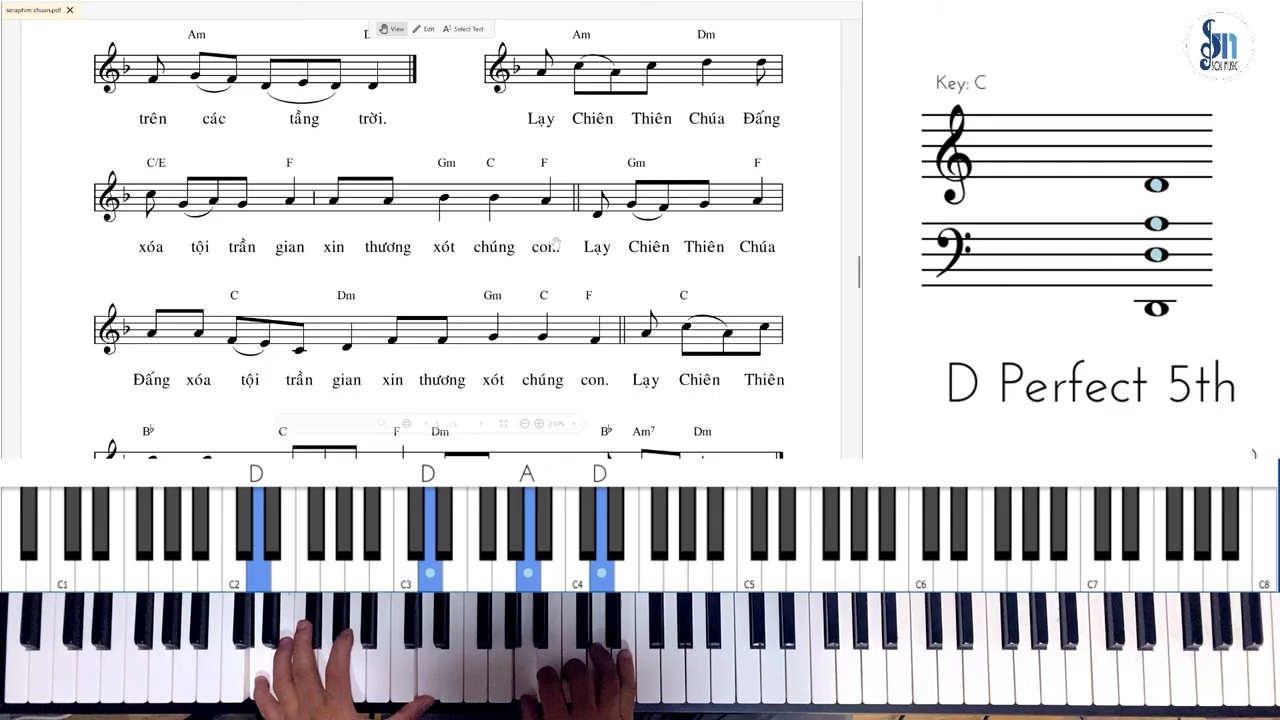 seraphim chuan.pdf
View Edit Select Text
Am
Am Dm
trên các tầng trời.
Lạy Chiên Thiên Chúa Đấng
C/E F Gm C F Gm F
xóa tội trần gian xin thương xót chúng con. Lạy Chiên Thiên Chúa
C Dm Gm C F C
Đấng xóa tội trần gian xin thương xót chúng con. Lạy Chiên Thiên
230%
B♭ C F Dm B♭ Am7 Dm
SOL MUSIC
Key: C
D Perfect 5th
D D A D
C1 C2 C3 C4 C5 C6 C7 C8